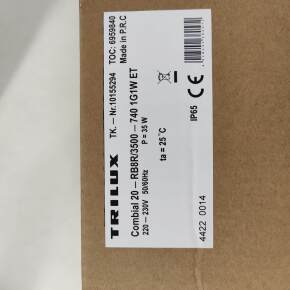 TRILUX
TK. – Nr.10155294 TOC: 6959840
Made in P.R.C
Combial 20 – RB8R/3500 – 740 1G1W ET
220 – 230V 50/60Hz P = 35 W
ta = 25℃
IP65 CE
4422 0014